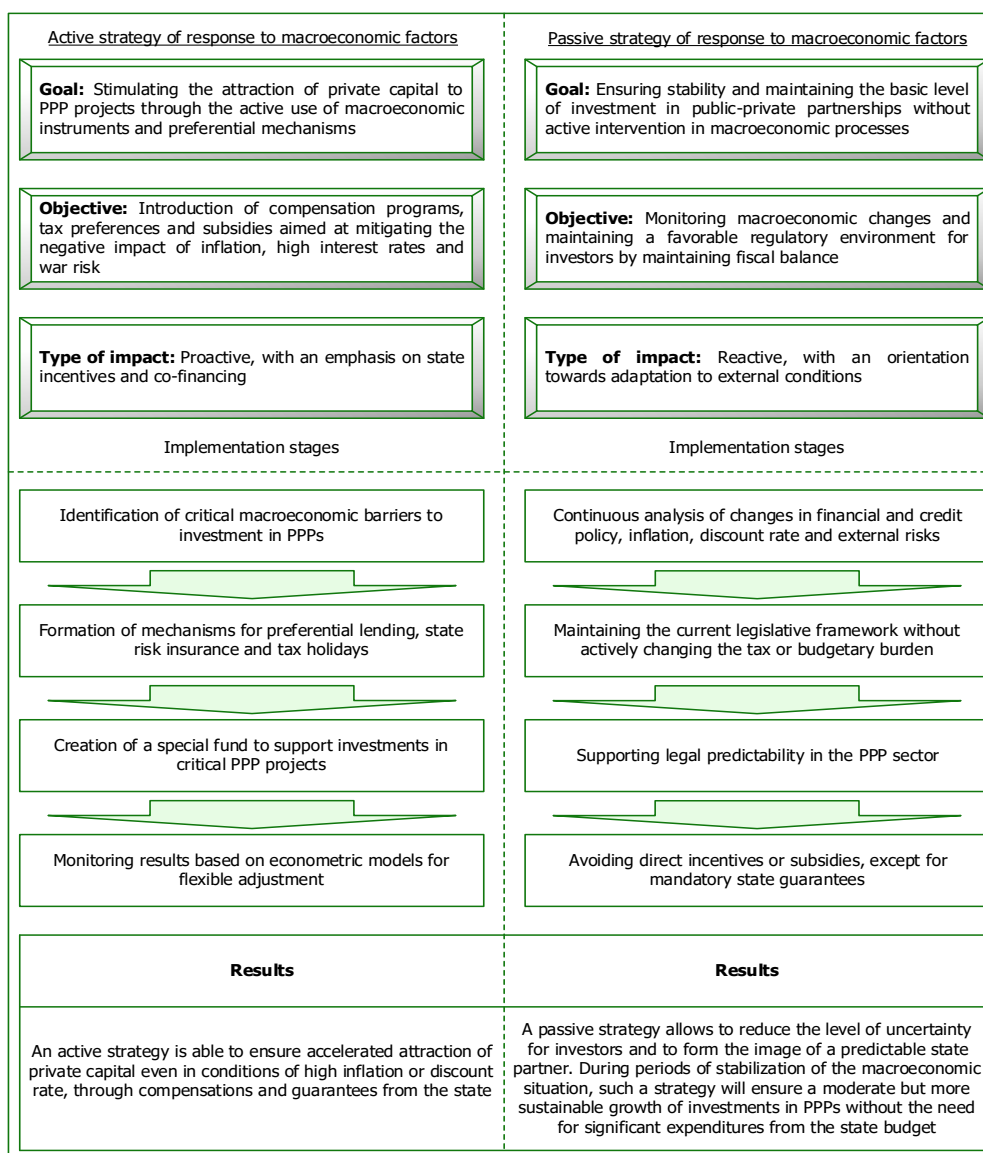 Active strategy of response to macroeconomic factors
Goal: Stimulating the attraction of private capital to
PPP projects through the active use of macroeconomic
instruments and preferential mechanisms
Objective: Introduction of compensation programs,
tax preferences and subsidies aimed at mitigating the
negative impact of inflation, high interest rates and
war risk
Type of impact: Proactive, with an emphasis on state
incentives and co-financing
Implementation stages
Identification of critical macroeconomic barriers to
investment in PPPs
Formation of mechanisms for preferential lending, state
risk insurance and tax holidays
Creation of a special fund to support investments in
critical PPP projects
Monitoring results based on econometric models for
flexible adjustment
Results
An active strategy is able to ensure accelerated attraction of
private capital even in conditions of high inflation or discount
rate, through compensations and guarantees from the state
Passive strategy of response to macroeconomic factors
Goal: Ensuring stability and maintaining the basic level
of investment in public-private partnerships without
active intervention in macroeconomic processes
Objective: Monitoring macroeconomic changes and
maintaining a favorable regulatory environment for
investors by maintaining fiscal balance
Type of impact: Reactive, with an orientation
towards adaptation to external conditions
Implementation stages
Continuous analysis of changes in financial and credit
policy, inflation, discount rate and external risks
Maintaining the current legislative framework without
actively changing the tax or budgetary burden
Supporting legal predictability in the PPP sector
Avoiding direct incentives or subsidies, except for
mandatory state guarantees
Results
A passive strategy allows to reduce the level of uncertainty
for investors and to form the image of a predictable state
partner. During periods of stabilization of the macroeconomic
situation, such a strategy will ensure a moderate but more
sustainable growth of investments in PPPs without the need
for significant expenditures from the state budget